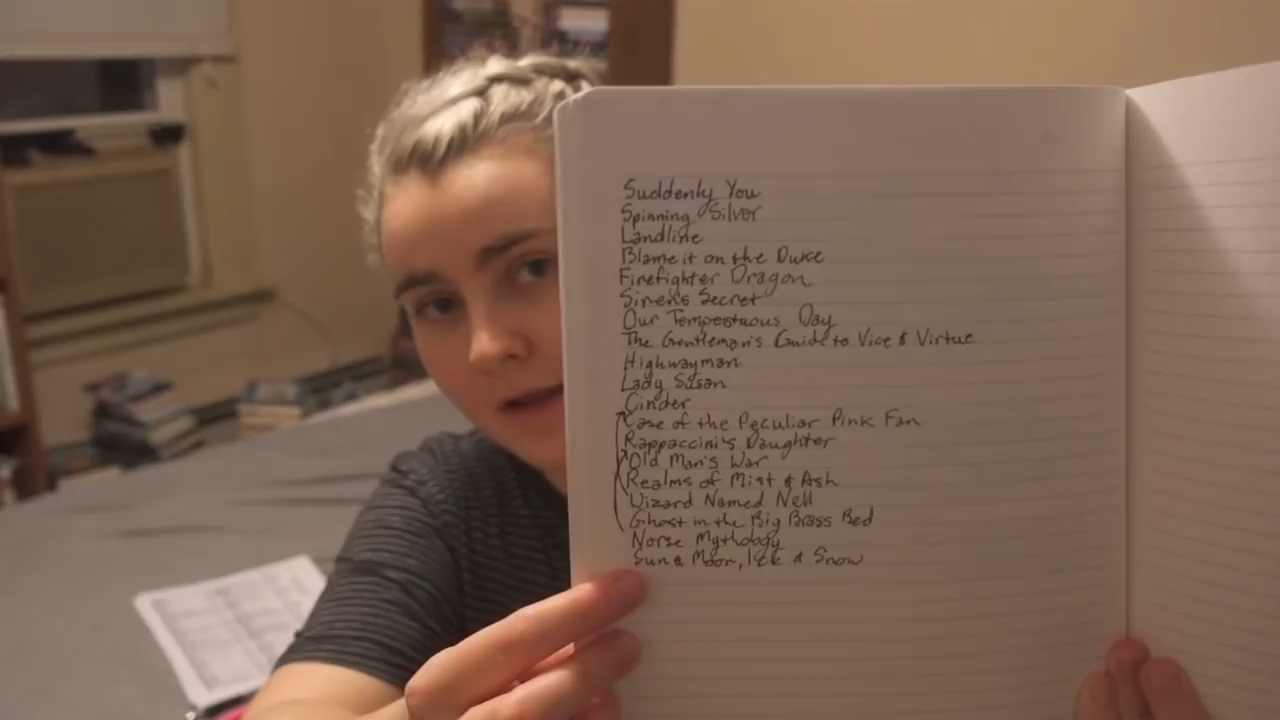 Suddenly You
Spinning Silver
Landline
Blame it on the Duke
Firefighter Dragon
Siren's Secret
Our Tempestuous Day
The Gentleman's Guide to Vice & Virtue
Highwayman
Lady Susan
Cinder
Case of the Peculiar Pink Fan
Rappaccini's Daughter
Old Man's War
Realms of Mist & Ash
Wizard Named Nell
Ghost in the Big Brass Bed
Norse Mythology
Sun & Moon, Ice & Snow